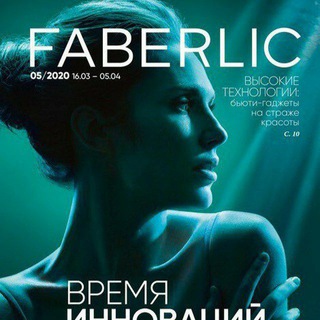 FABERLIC
05/2020 16.03 – 05.04
ВЫСОКИЕ
ТЕХНОЛОГИИ:
бьюти-гаджеты
на страже
красоты
С. 10
ВРЕМЯ
ИННОВАЦИЙ